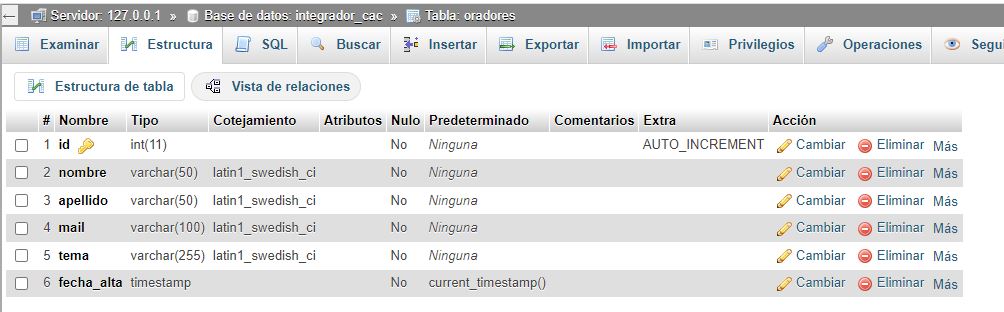 Servidor: 127.0.0.1 » Base de datos: integrador_cac » Tabla: oradores
Examinar Estructura SQL Buscar Insertar Exportar Importar Privilegios Operaciones Segui
Estructura de tabla Vista de relaciones
# Nombre Tipo Cotejamiento Atributos Nulo Predeterminado Comentarios Extra Acción
1 id int(11) No Ninguna AUTO_INCREMENT Cambiar Eliminar Más
2 nombre varchar(50) latin1_swedish_ci No Ninguna Cambiar Eliminar Más
3 apellido varchar(50) latin1_swedish_ci No Ninguna Cambiar Eliminar Más
4 mail varchar(100) latin1_swedish_ci No Ninguna Cambiar Eliminar Más
5 tema varchar(255) latin1_swedish_ci No Ninguna Cambiar Eliminar Más
6 fecha_alta timestamp No current_timestamp() Cambiar Eliminar Más